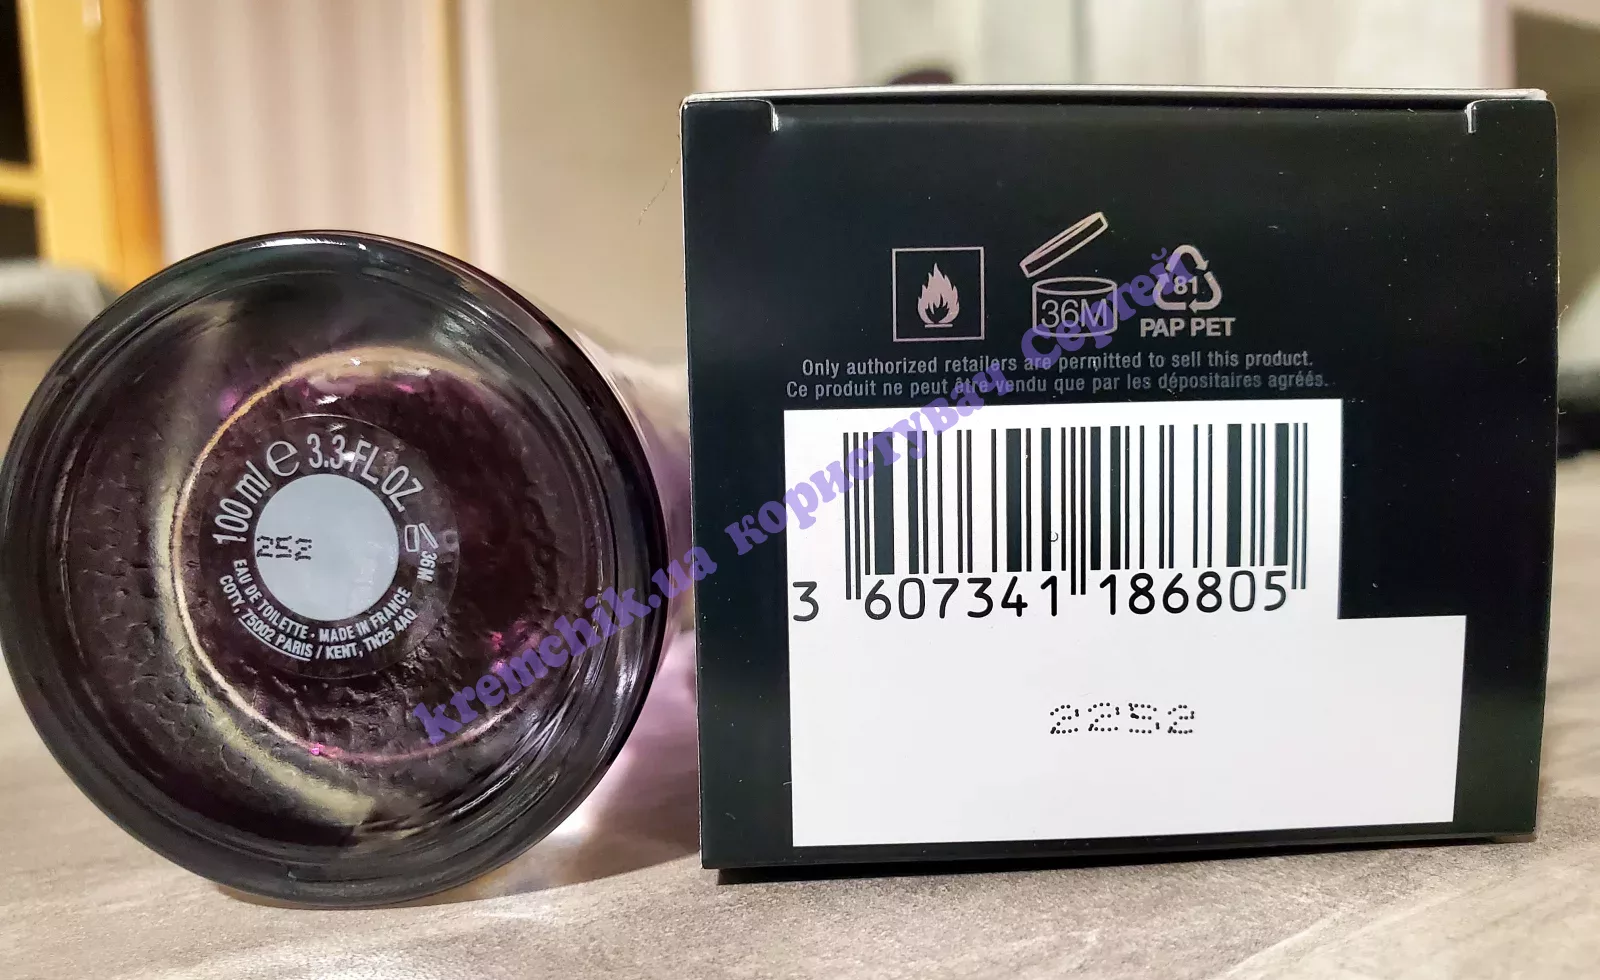 100 ml e 3.3 FL OZ
36M
EAU DE TOILETTE · MADE IN FRANCE
COTY, 75002 PARIS / KENT, TN25 4AQ
36M
81
PAP PET
Only authorized retailers are permitted to sell this product.
Ce produit ne peut être vendu que par les dépositaires agréés.
3 607341 186805
2252
kremchik.ua користувач Сергей